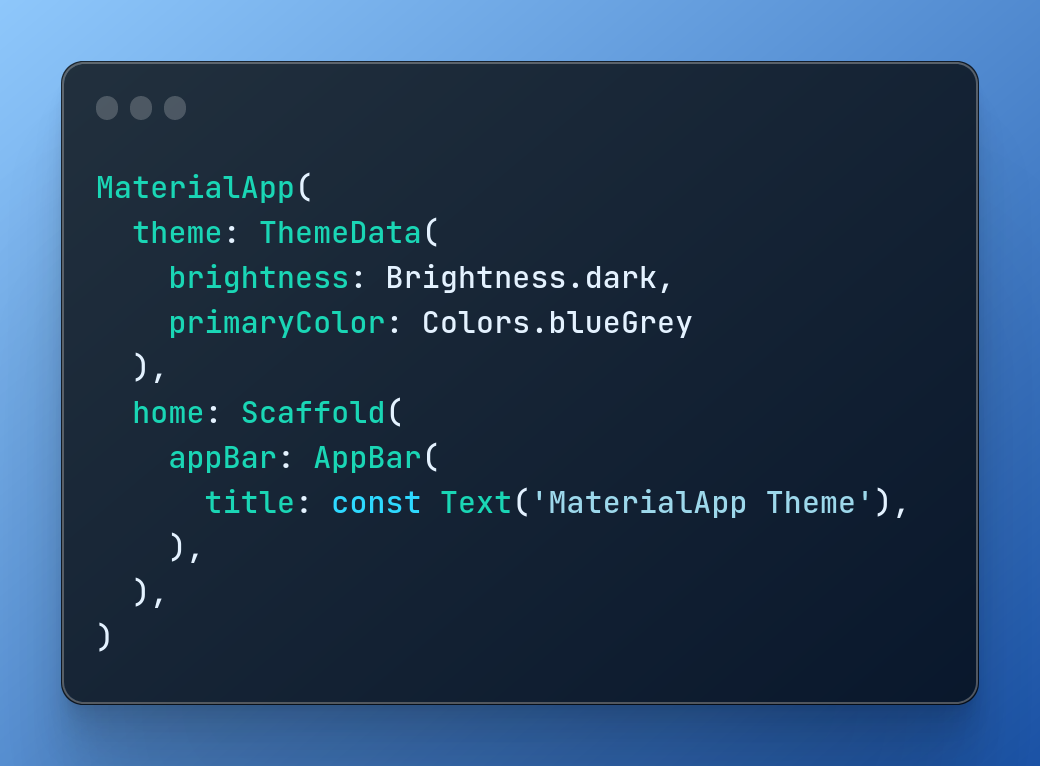 MaterialApp(
  theme: ThemeData(
    brightness: Brightness.dark,
    primaryColor: Colors.blueGrey
  ),
  home: Scaffold(
    appBar: AppBar(
      title: const Text('MaterialApp Theme'),
    ),
  ),
)